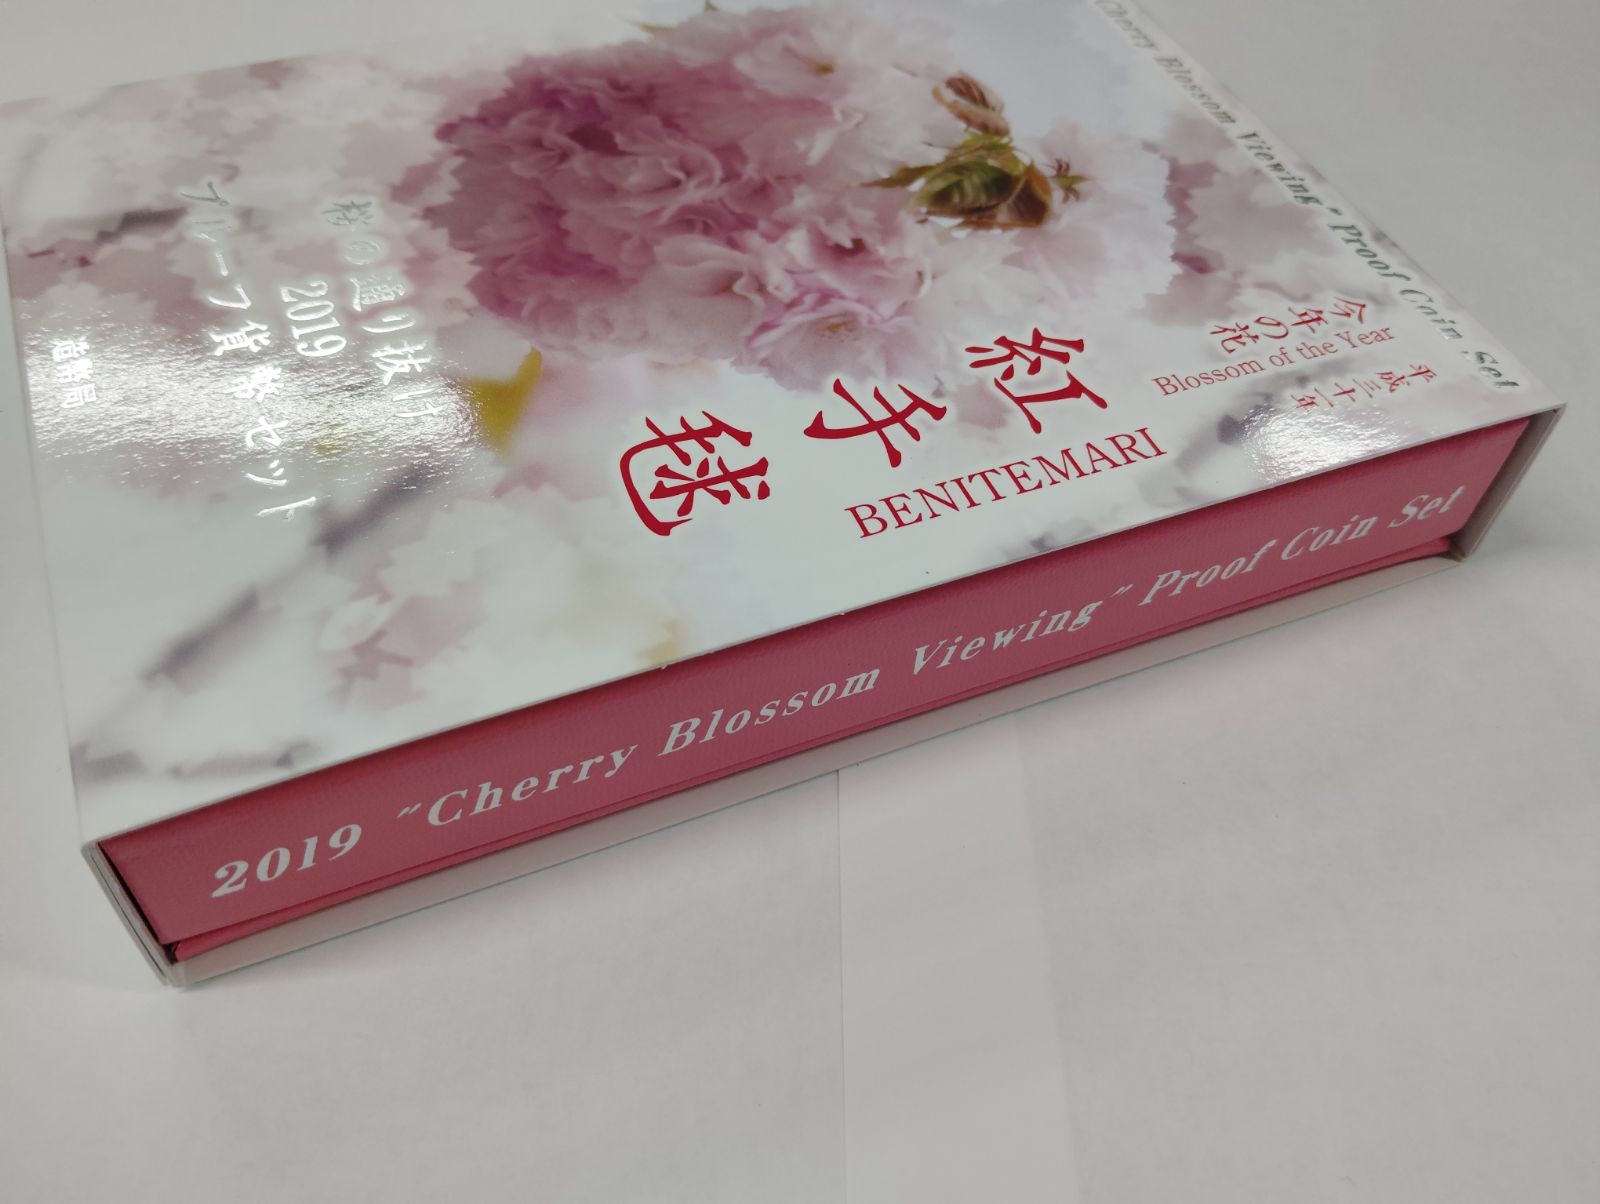 "Cherry Blossom Viewing" Proof Coin Set
平成三十一年
今年の花
Blossom of the Year
紅手毬
BENITEMARI
桜の通り抜け
2019
プルーフ貨幣セット
造幣局
2019 "Cherry Blossom Viewing" Proof Coin Set